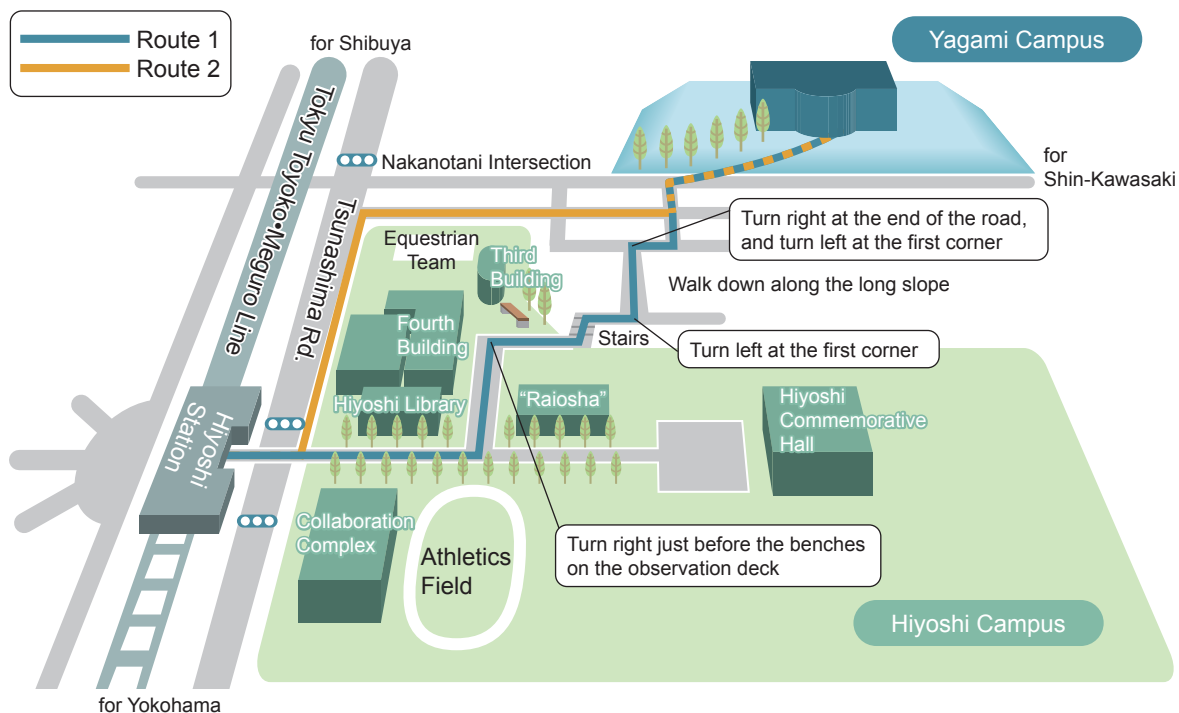 Route 1
Route 2
for Shibuya
Yagami Campus
Tokyu Toyoko•Meguro Line
Tsunashima Rd.
Nakanotani Intersection
for
Shin-Kawasaki
Turn right at the end of the road,
and turn left at the first corner
Equestrian
Team
Third
Building
Walk down along the long slope
Fourth
Building
Stairs
Turn left at the first corner
Hiyoshi
Station
Hiyoshi Library
"Raiosha"
Hiyoshi
Commemorative
Hall
Collaboration
Complex
Athletics
Field
Turn right just before the benches
on the observation deck
Hiyoshi Campus
for Yokohama